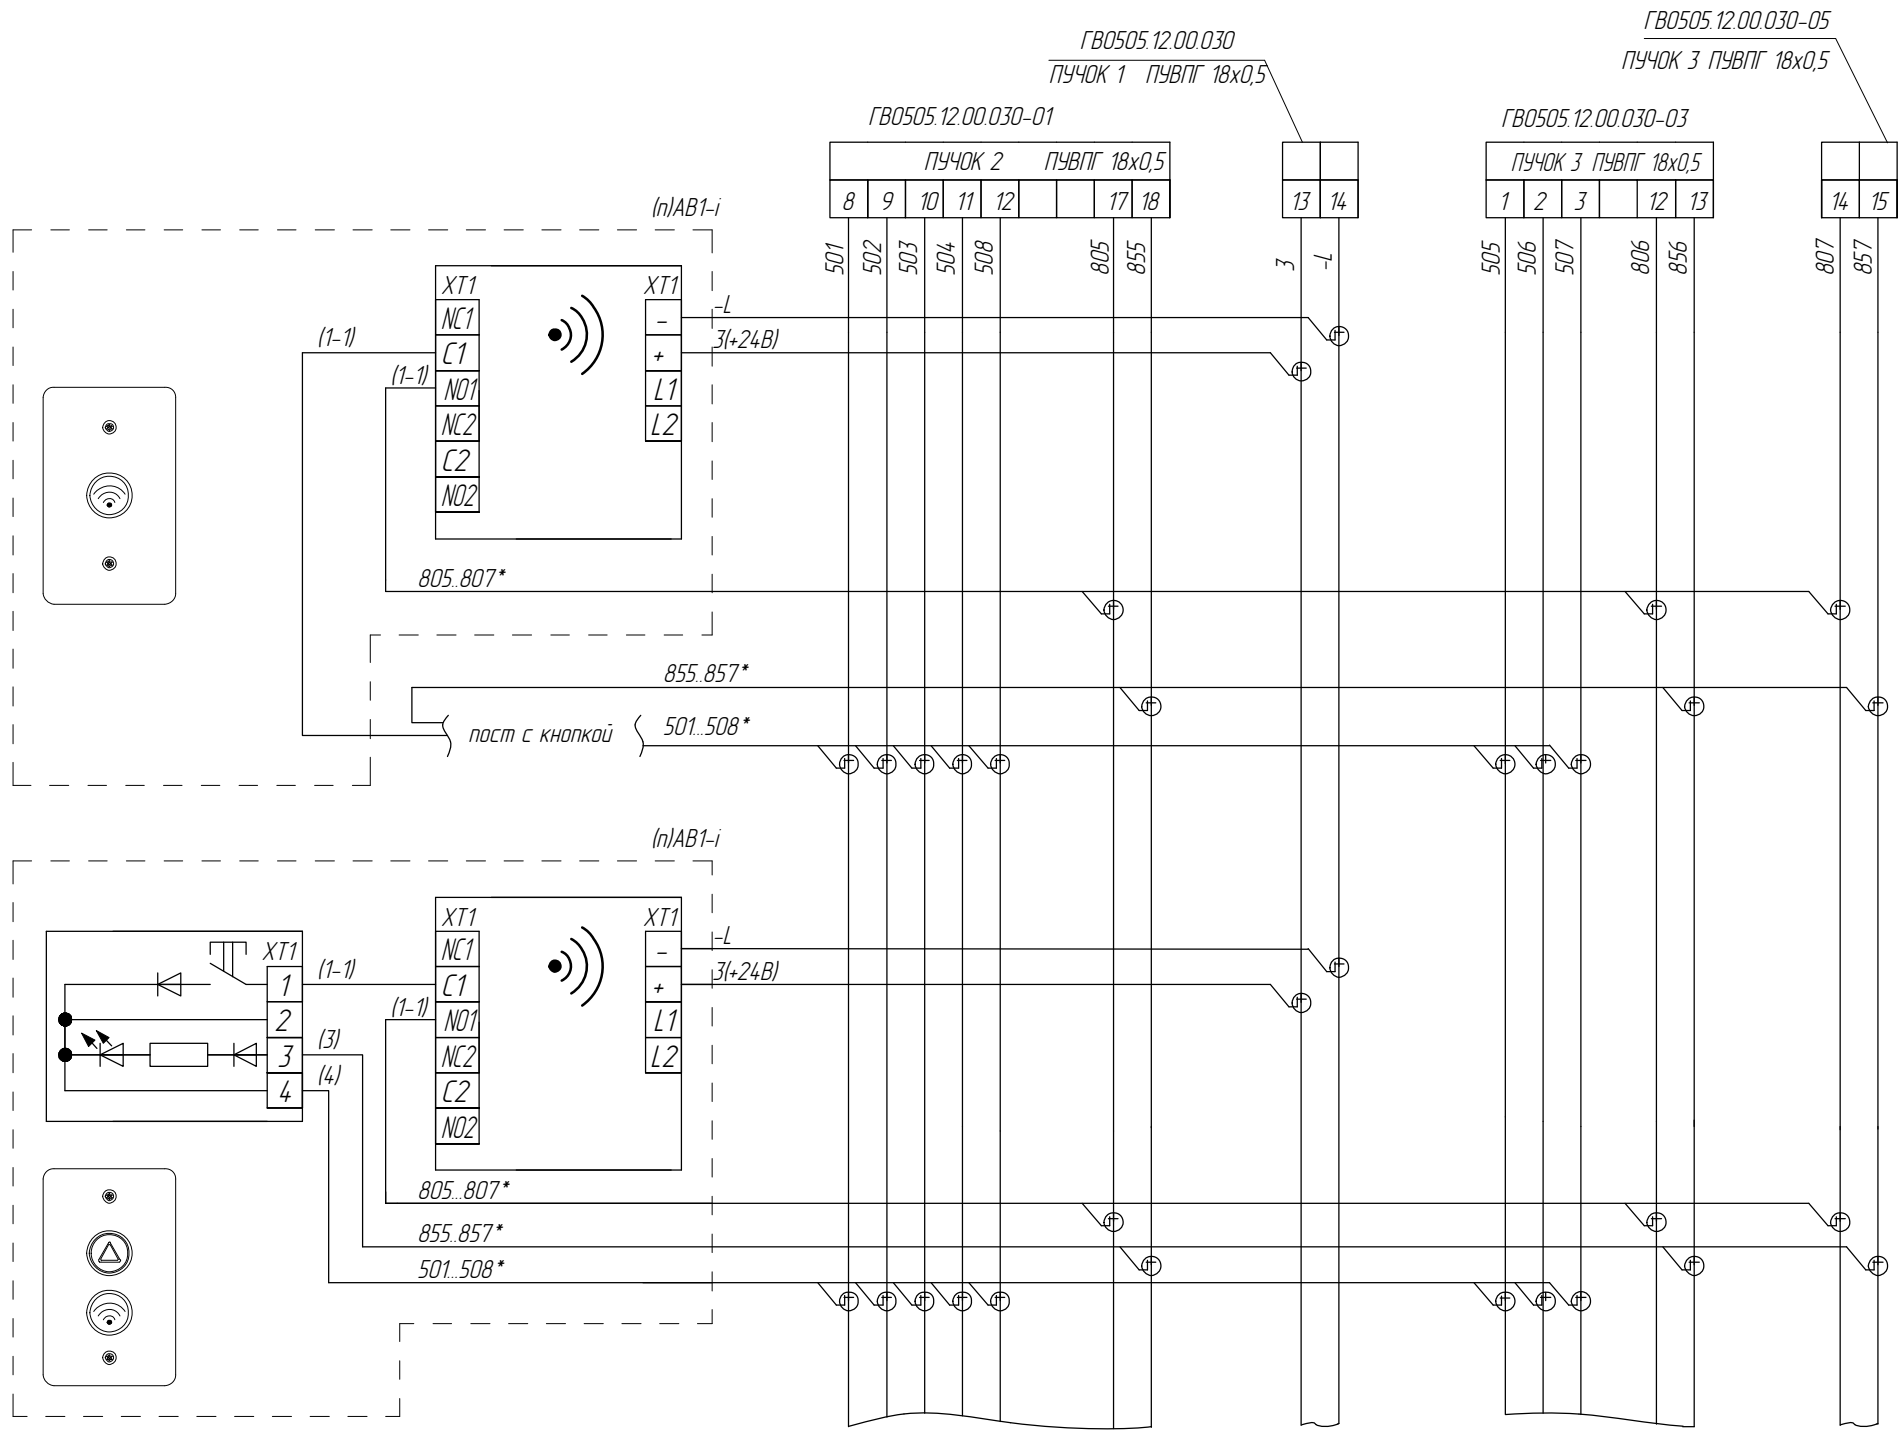 ГВ0505.12.00.030-05
ПУЧОК 3 ПУВПГ 18х0,5
ГВ0505.12.00.030
ПУЧОК 1 ПУВПГ 18х0,5
ГВ0505.12.00.030-01
ПУЧОК 2 ПУВПГ 18х0,5
8 9 10 11 12 17 18
501 502 503 504 508 805 855
13 14
3 -L
ГВ0505.12.00.030-03
ПУЧОК 3 ПУВПГ 18х0,5
1 2 3 12 13
505 506 507 806 856
14 15
807 857
(п)АВ1-i
XT1 XT1
NC1 - -L
(1-1) C1 + 3(+24В)
(1-1) NO1 L1
NC2 L2
C2
NO2
805..807*
855..857*
пост с кнопкой 501...508*
(п)АВ1-i
XT1 XT1
NC1 - -L
XT1
1 (1-1) C1 + 3(+24В)
2 (1-1) NO1 L1
3 (3) NC2 L2
4 (4) C2
NO2
805...807*
855..857*
501...508*